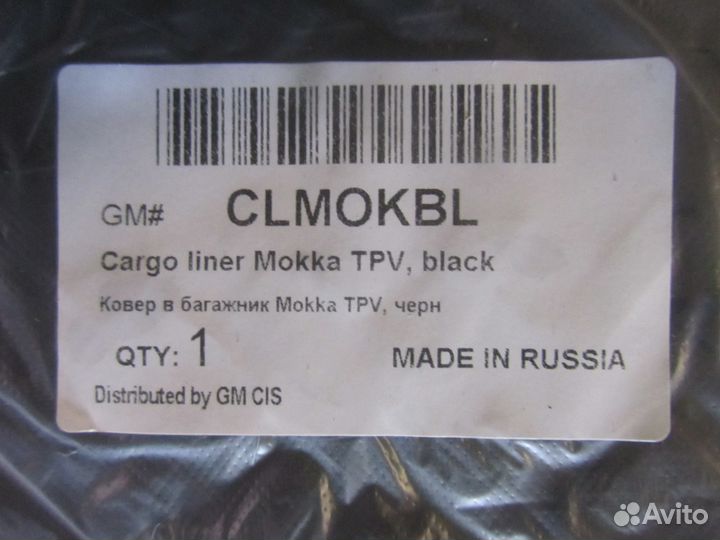 GM# CLMOKBL
Cargo liner Mokka TPV, black
Ковер в багажник Mokka TPV, черн
QTY: 1 MADE IN RUSSIA
Distributed by GM CIS
Avito